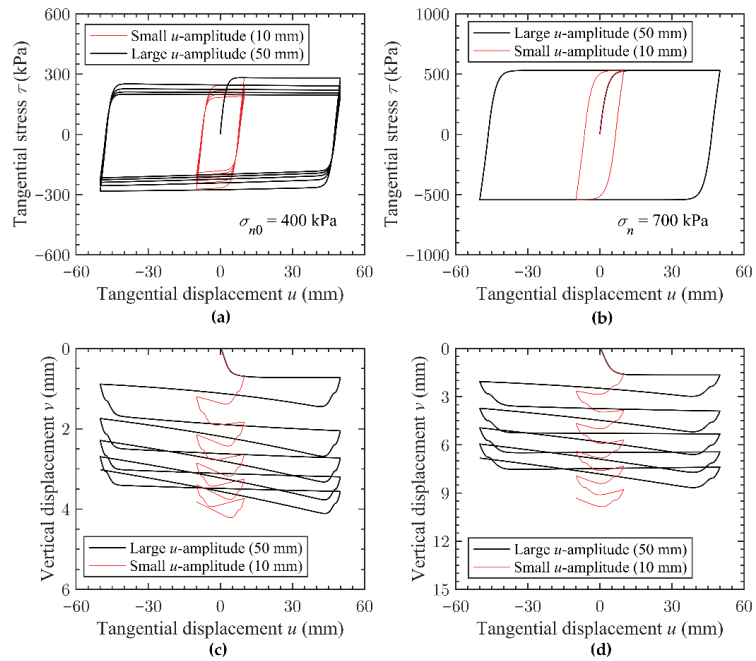 600
300
0
−300
−600
Tangential stress τ (kPa)
Small u-amplitude (10 mm)
Large u-amplitude (50 mm)
σn0 = 400 kPa
−60
−30
0
30
60
Tangential displacement u (mm)
(a)
1000
500
0
−500
−1000
Tangential stress τ (kPa)
Large u-amplitude (50 mm)
Small u-amplitude (10 mm)
σn = 700 kPa
−60
−30
0
30
60
Tangential displacement u (mm)
(b)
0
2
4
6
Vertical displacement v (mm)
Large u-amplitude (50 mm)
Small u-amplitude (10 mm)
−60
−30
0
30
60
Tangential displacement u (mm)
(c)
0
3
6
9
12
15
Vertical displacement v (mm)
Large u-amplitude (50 mm)
Small u-amplitude (10 mm)
−60
−30
0
30
60
Tangential displacement u (mm)
(d)